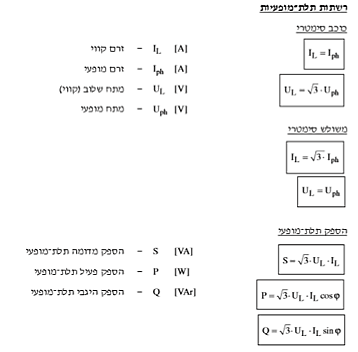 רשתות תלת-מופעיות
כוכב סימטרי
I_L = I_ph
U_L = √3 · U_ph
זרם קווי – I_L [A]
זרם מופעי – I_ph [A]
מתח שלוב (קווי) – U_L [V]
מתח מופעי – U_ph [V]
משולש סימטרי
I_L = √3 · I_ph
U_L = U_ph
הספק תלת-מופעי
S = √3 · U_L · I_L
P = √3 · U_L · I_L cos φ
Q = √3 · U_L · I_L sin φ
הספק מדומה תלת-מופעי – S [VA]
הספק פעיל תלת-מופעי – P [W]
הספק היגבי תלת-מופעי – Q [VAr]